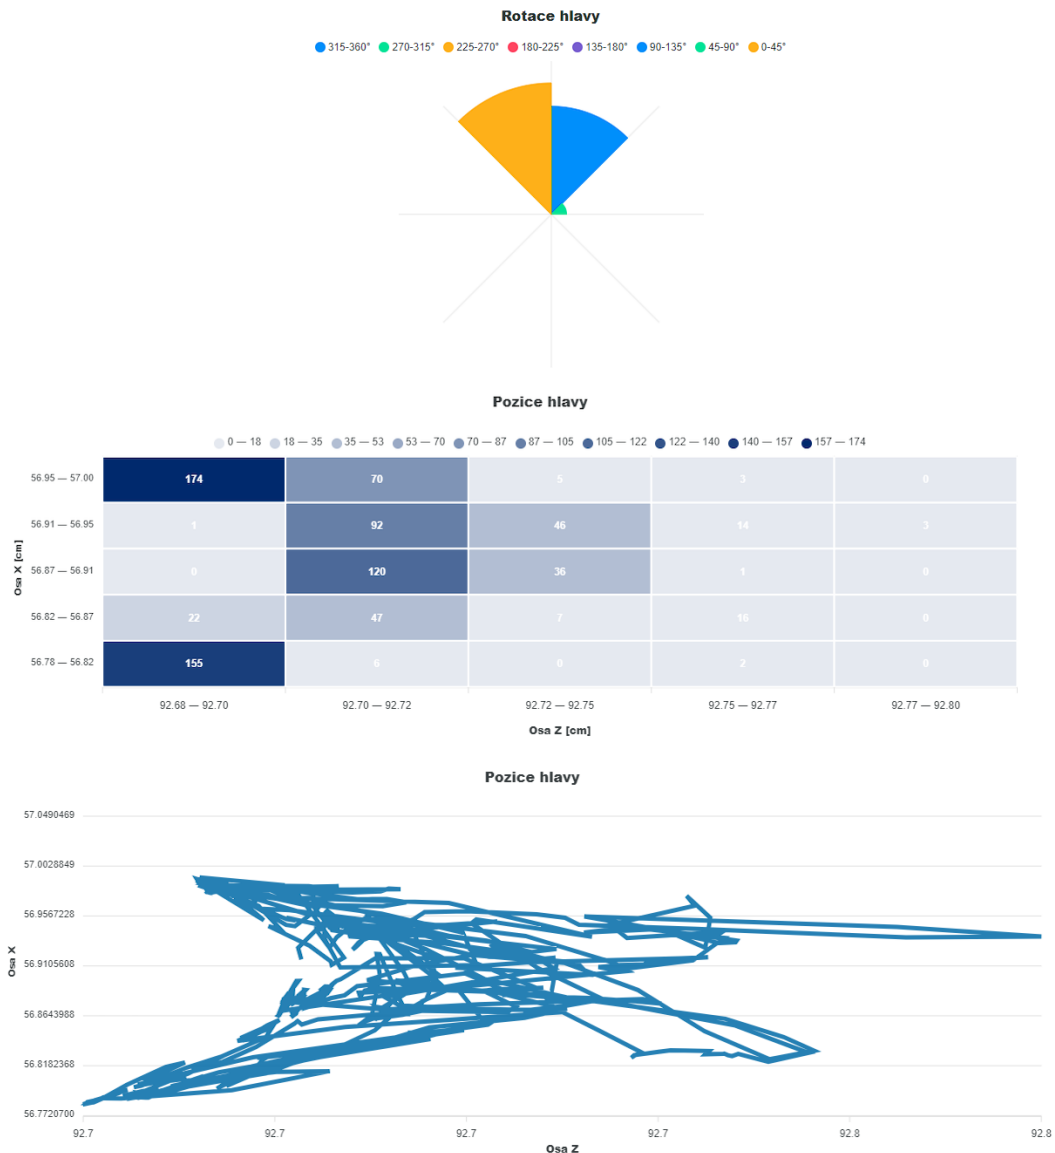 Rotace hlavy
315-360° 270-315° 225-270° 180-225° 135-180° 90-135° 45-90° 0-45°
Pozice hlavy
0 — 18 18 — 35 35 — 53 53 — 70 70 — 87 87 — 105 105 — 122 122 — 140 140 — 157 157 — 174
56.95 — 57.00 174 70 5 3 0
56.91 — 56.95 1 92 46 14 3
Osa X [cm]
56.87 — 56.91 0 120 36 1 0
56.82 — 56.87 22 47 7 16 0
56.78 — 56.82 155 6 0 2
92.68 — 92.70 92.70 — 92.72 92.72 — 92.75 92.75 — 92.77 92.77 — 92.80
Osa Z [cm]
Pozice hlavy
57.0490469
57.0028849
56.9567228
Osa X
56.9105608
56.8643988
56.8182368
56.7720700
92.7 92.7 92.7 92.7 92.8 92.8
Osa Z